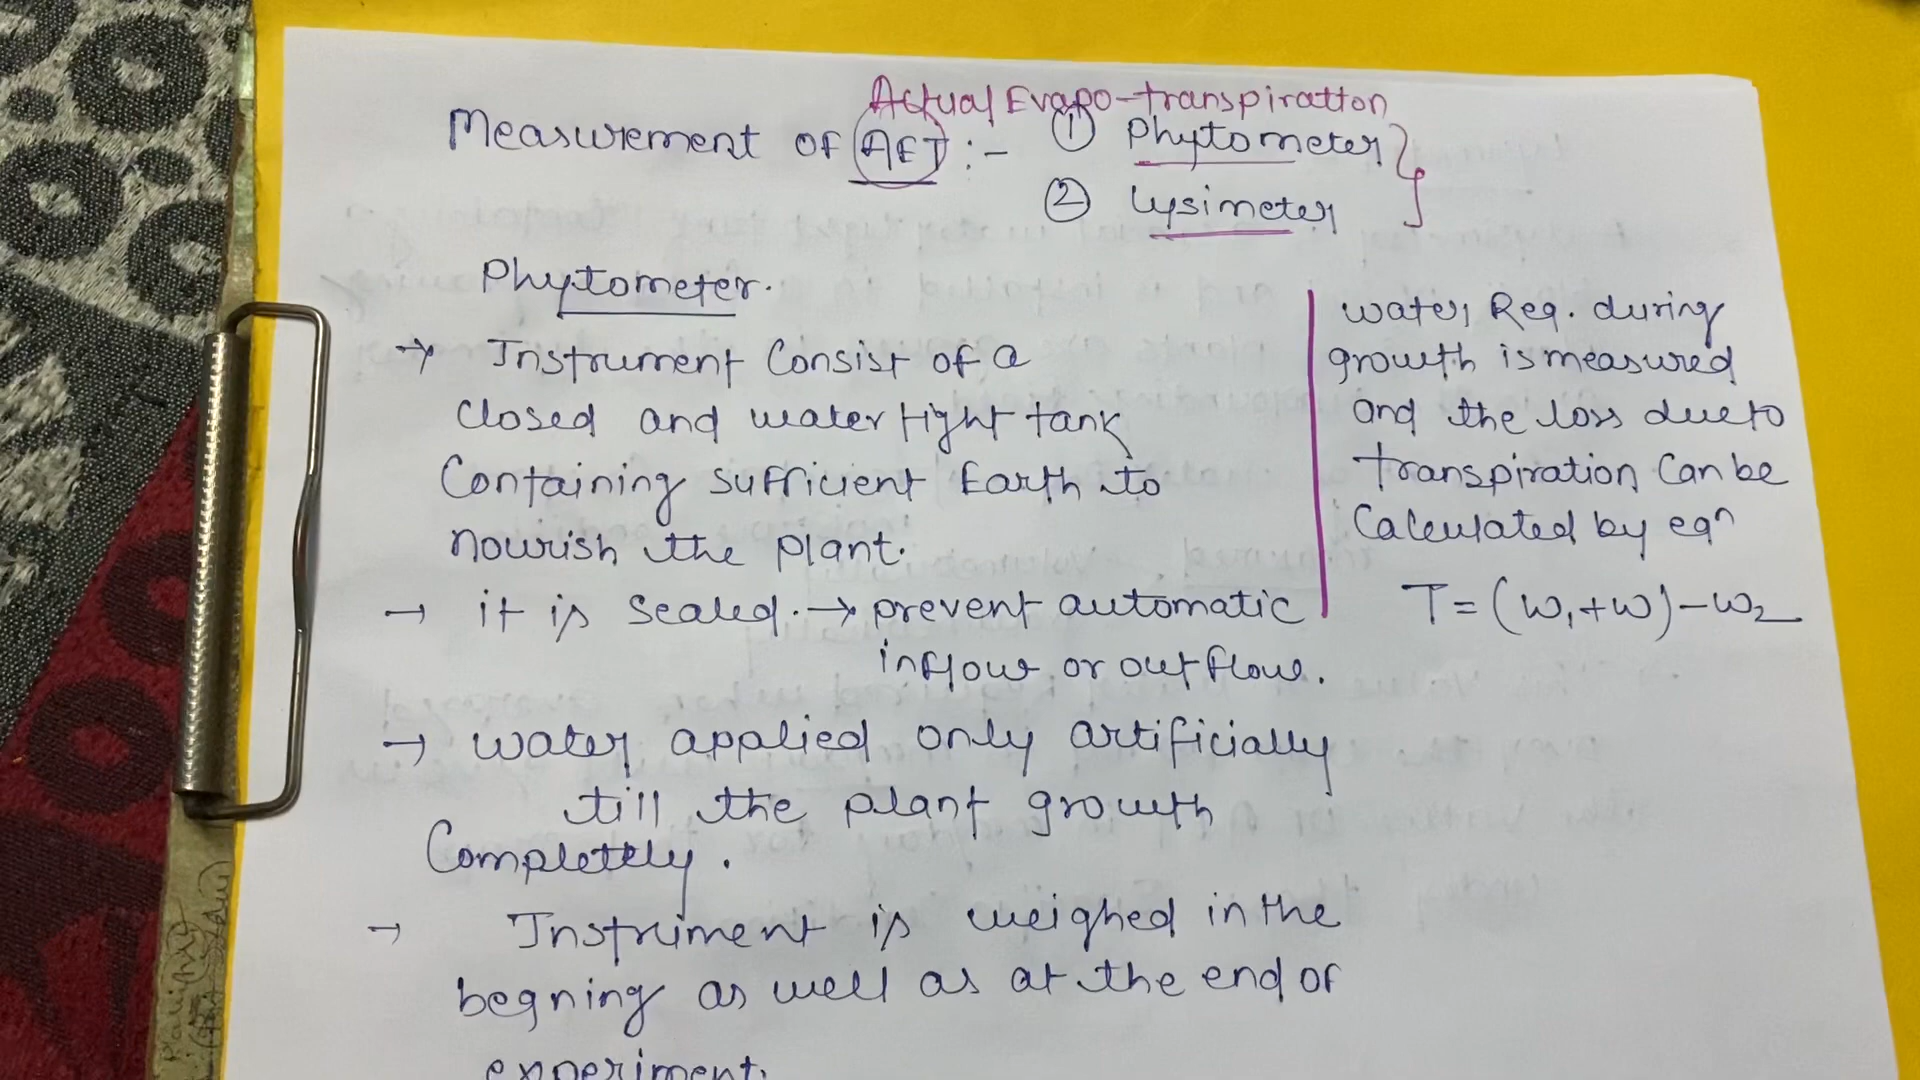 Actual Evapo-transpiration
Measurement of AET :- ① Phytometer
② Lysimeter
Phytometer.
→ Instrument Consist of a
closed and water tight tank
Containing sufficient Earth to
nourish the plant.
→ it is sealed. → prevent automatic
inflow or outflow.
→ water applied only artificially
till the plant growth
Completely.
→ Instriment is weighed in the
begning as well as at the end of
experiment.
water Req. during
growth is measured
and the loss due to
transpiration Can be
Calculated by eqn
T = (w₁+w) - w₂